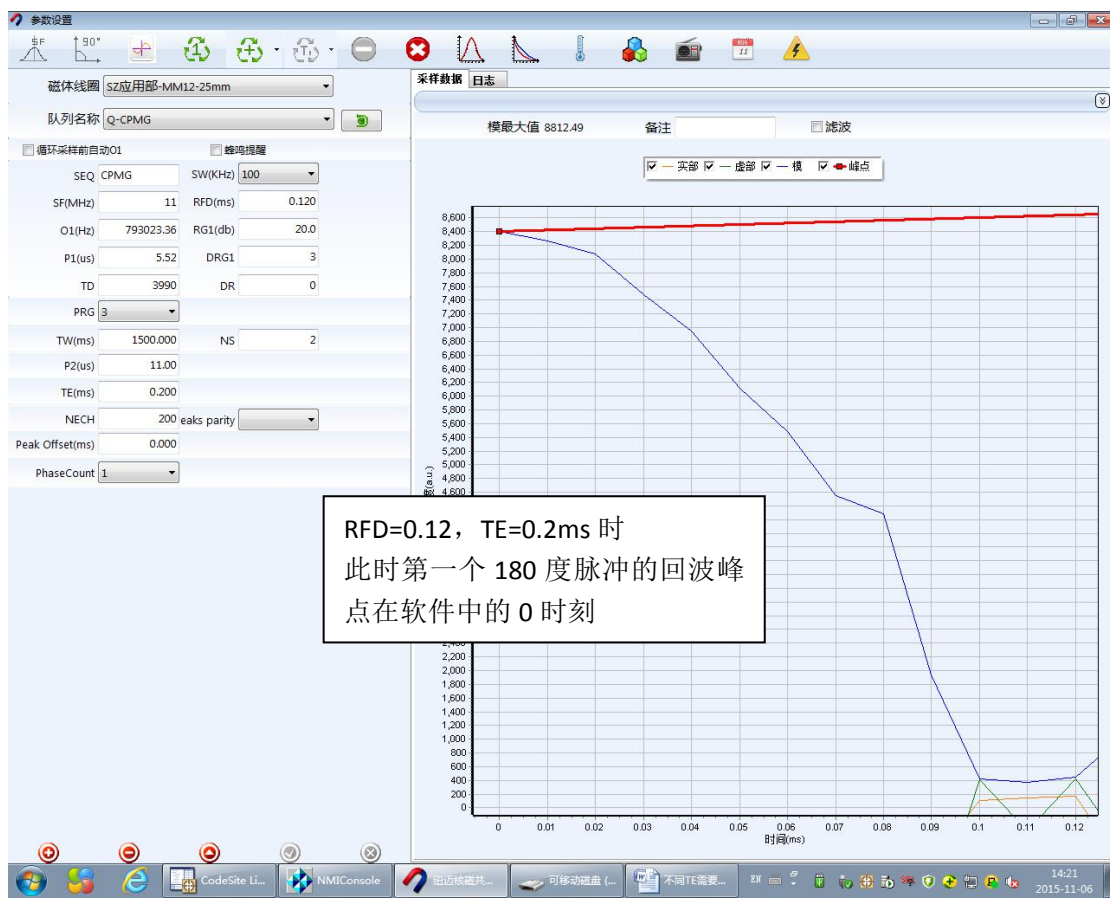 参数设置
SF
90°
采样数据 日志
磁体线圈 SZ应用部-MM12-25mm
队列名称 Q-CPMG
模最大值 8812.49 备注 滤波
循环采样前自动O1 蜂鸣提醒
实部 虚部 模 峰点
SEQ CPMG SW(KHz) 100
SF(MHz) 11 RFD(ms) 0.120
O1(Hz) 793023.36 RG1(db) 20.0
P1(us) 5.52 DRG1 3
TD 3990 DR 0
PRG 3
TW(ms) 1500.000 NS 2
P2(us) 11.00
TE(ms) 0.200
NECH 200 eaks parity
Peak Offset(ms) 0.000
PhaseCount 1
8,600
8,400
8,200
8,000
7,800
7,600
7,400
7,200
7,000
6,800
6,600
6,400
6,200
6,000
5,800
5,600
5,400
5,200
5,000
4,800
4,600
(a.u.)
RFD=0.12，TE=0.2ms 时
此时第一个 180 度脉冲的回波峰
点在软件中的 0 时刻
2,200
2,000
1,800
1,600
1,400
1,200
1,000
800
600
400
200
0
0 0.01 0.02 0.03 0.04 0.05 0.06 0.07 0.08 0.09 0.1 0.11 0.12
时间(ms)
CodeSite Li... NMIConsole 纽迈核磁共... 可移动磁盘 (... 不同TE需要... EN 14:21
2015-11-06